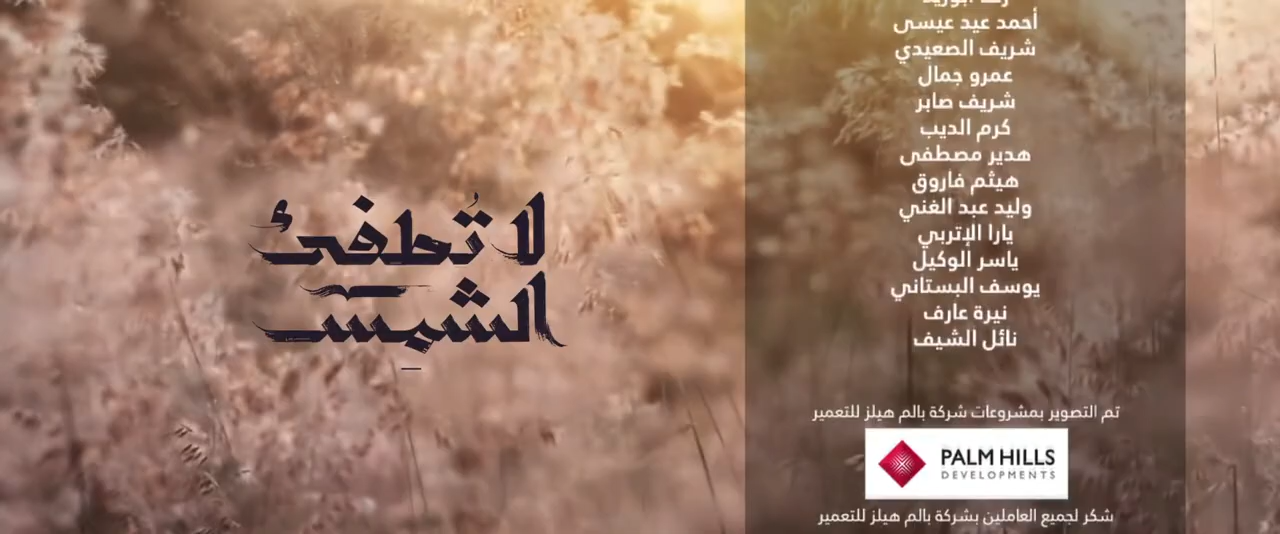 لا تُطفئ
الشمس
أحمد عيد عيسى
شريف الصعيدي
عمرو جمال
شريف صابر
كرم الديب
هدير مصطفى
هيثم فاروق
وليد عبد الغني
يارا الإتربي
ياسر الوكيل
يوسف البستاني
نيرة عارف
نائل الشيف
تم التصوير بمشروعات شركة بالم هيلز للتعمير
PALM HILLS
DEVELOPMENTS
شكر لجميع العاملين بشركة بالم هيلز للتعمير